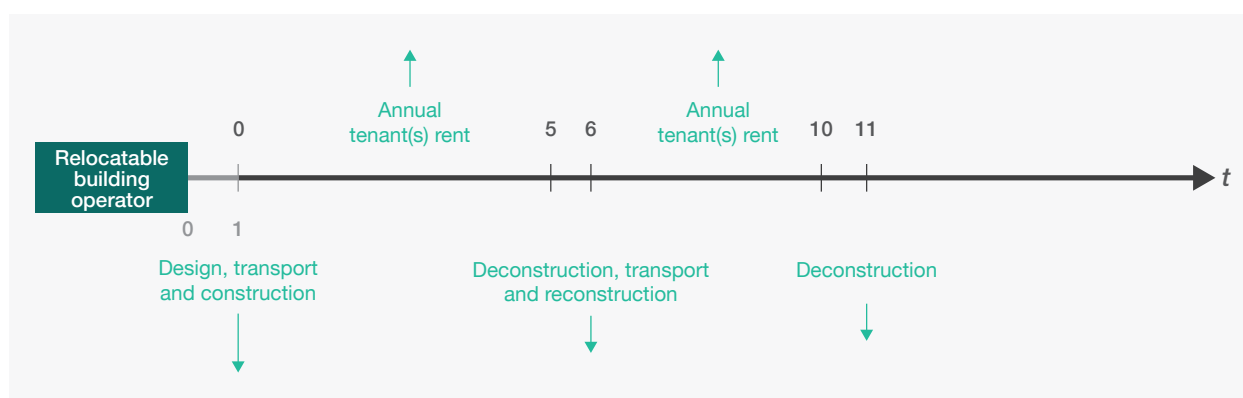 Annual
tenant(s) rent
Annual
tenant(s) rent
0
5
6
10
11
Relocatable
building
operator
t
0
1
Design, transport
and construction
Deconstruction, transport
and reconstruction
Deconstruction